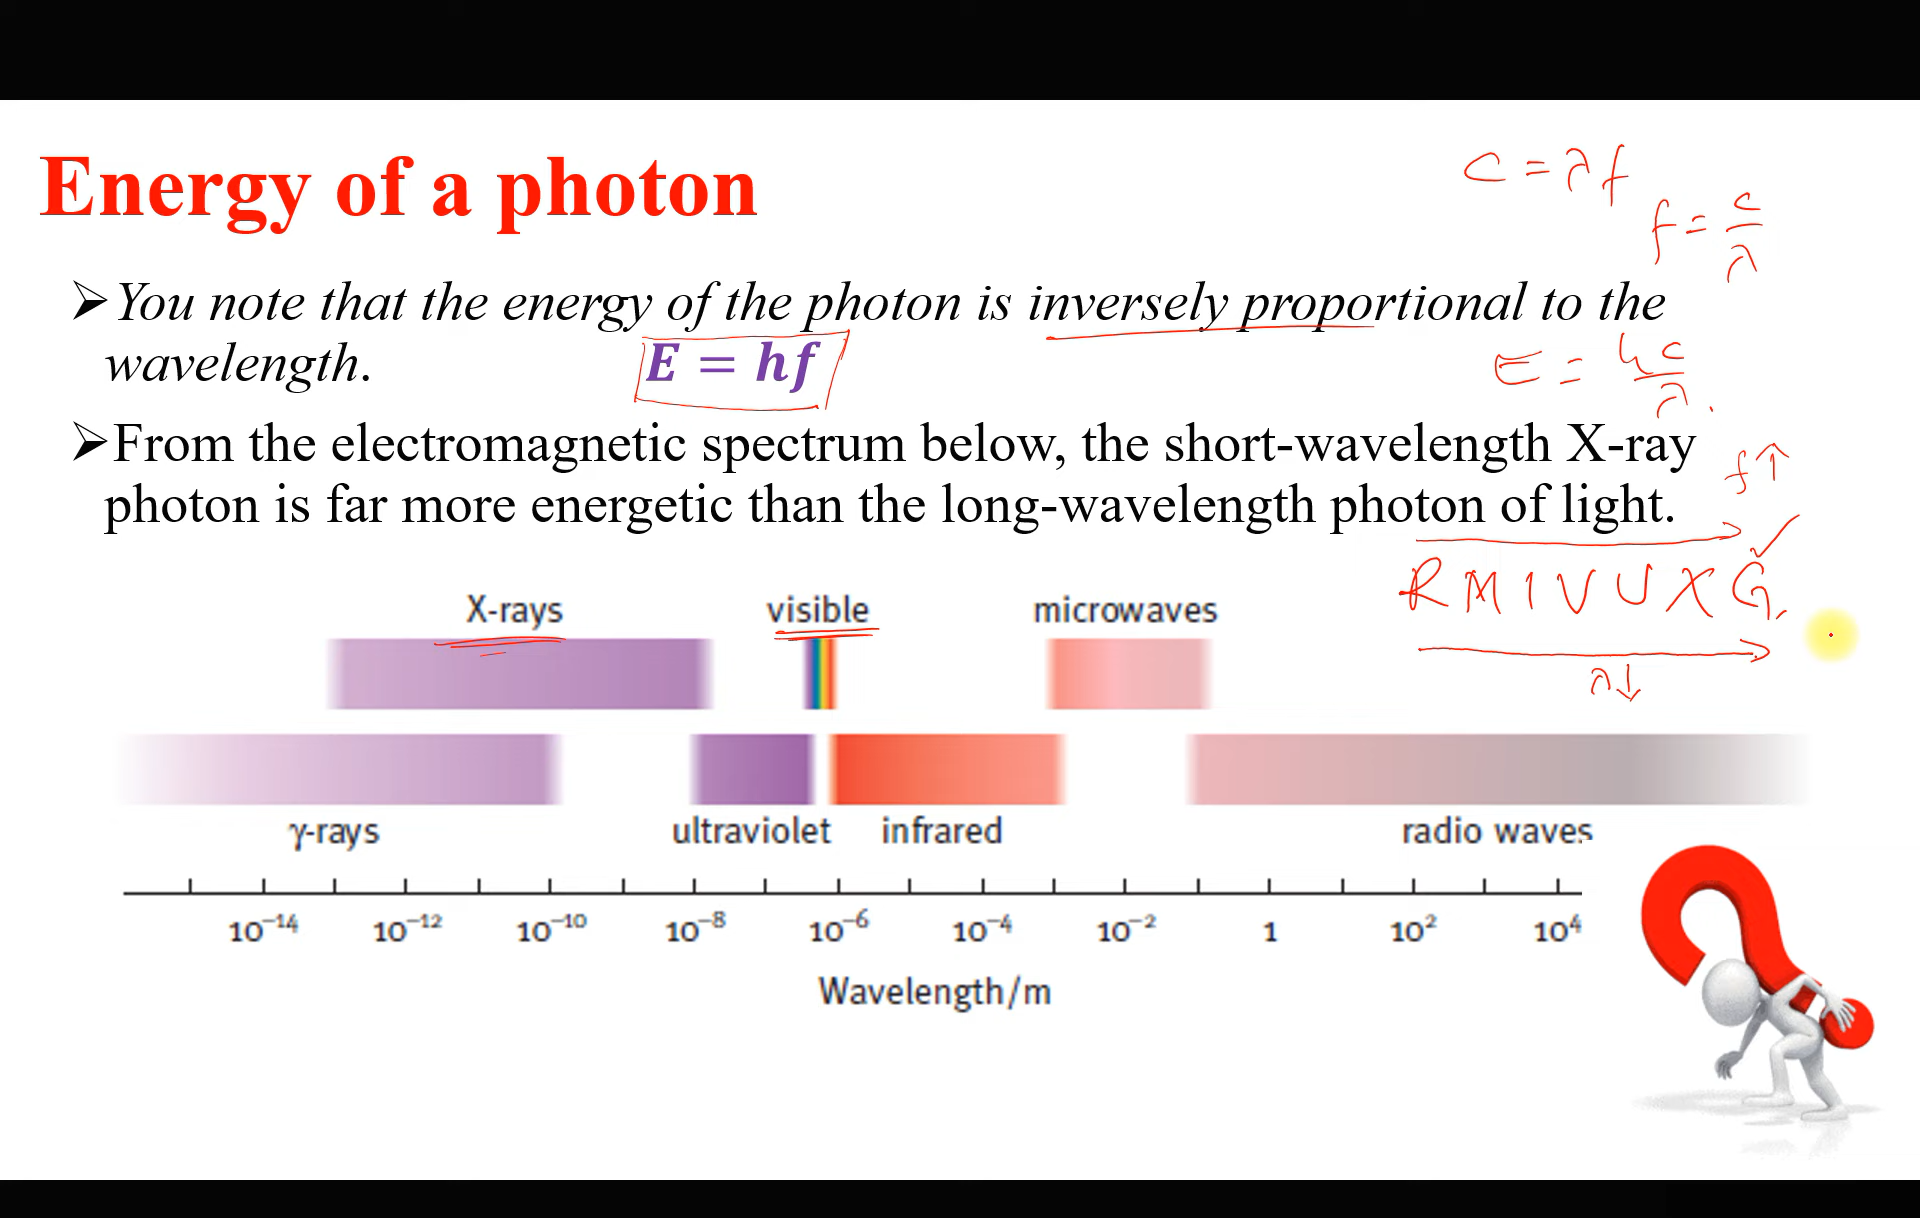 Energy of a photon
c = λf
f = c/λ
➢You note that the energy of the photon is inversely proportional to the
wavelength.
E = hf
E = hc/λ
➢From the electromagnetic spectrum below, the short-wavelength X-ray
photon is far more energetic than the long-wavelength photon of light.
f↑
R M I V U X G
λ↓
X-rays visible microwaves
γ-rays ultraviolet infrared radio waves
10⁻¹⁴ 10⁻¹² 10⁻¹⁰ 10⁻⁸ 10⁻⁶ 10⁻⁴ 10⁻² 1 10² 10⁴
Wavelength/m